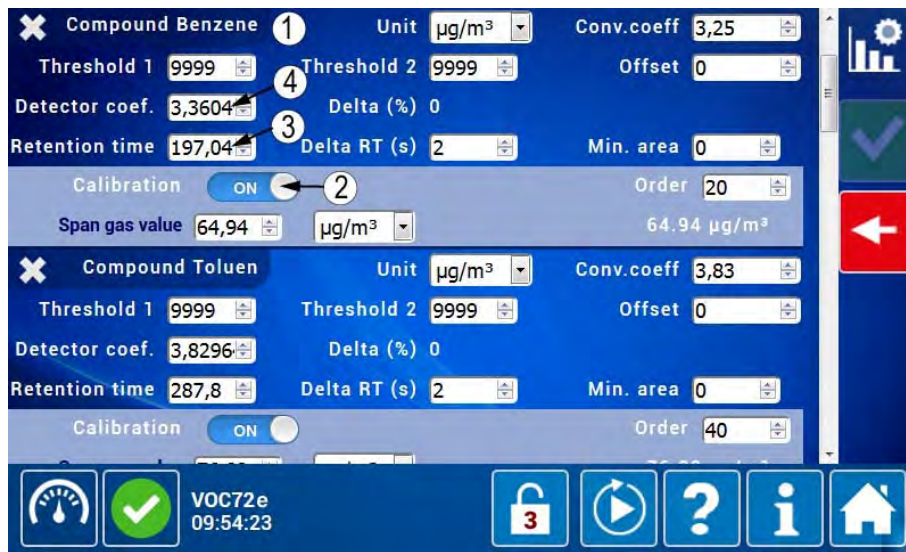 Compound Benzene 1 Unit µg/m³ Conv.coeff 3,25
Threshold 1 9999 Threshold 2 9999 Offset 0
4
Detector coef. 3,3604 Delta (%) 0
3
Retention time 197,04 Delta RT (s) 2 Min. area 0
Calibration ON 2 Order 20
Span gas value 64,94 µg/m³ 64.94 µg/m³
Compound Toluen Unit µg/m³ Conv.coeff 3,83
Threshold 1 9999 Threshold 2 9999 Offset 0
Detector coef. 3,8296 Delta (%) 0
Retention time 287,8 Delta RT (s) 2 Min. area 0
Calibration ON Order 40
VOC72e
09:54:23
3
?
i